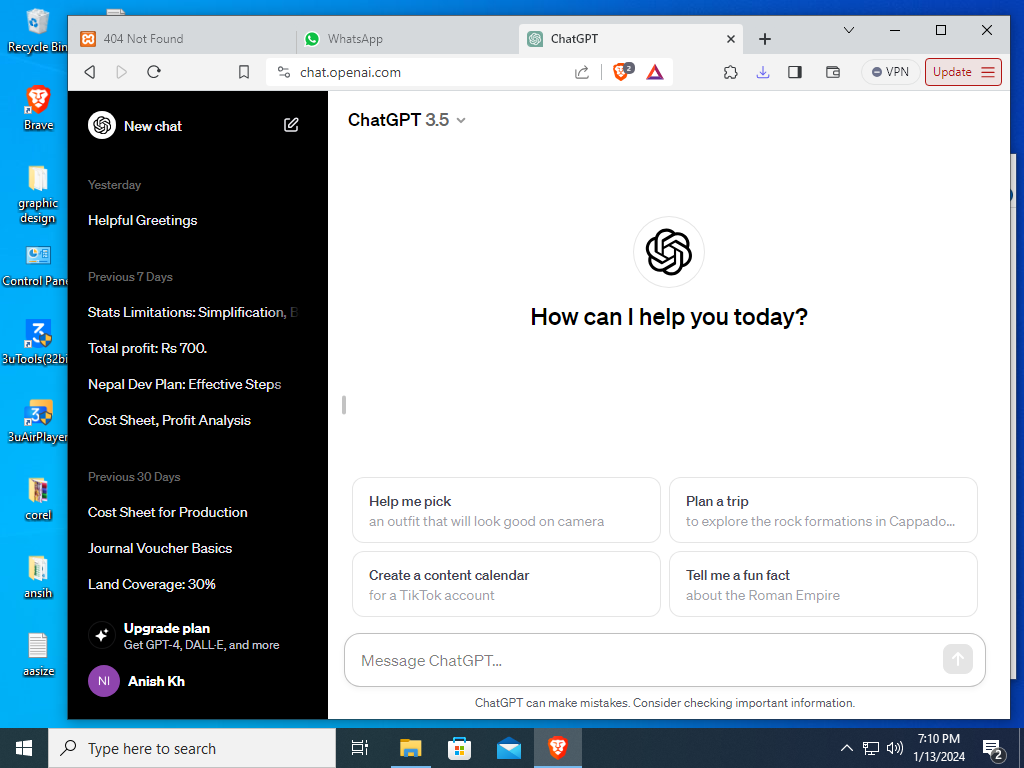 Recycle Bin
Brave
graphic
design
Control Pane
3uTools(32bi
3uAirPlayer
corel
ansih
aasize
404 Not Found
WhatsApp
ChatGPT
chat.openai.com
2
VPN
Update
New chat
Yesterday
Helpful Greetings
Previous 7 Days
Stats Limitations: Simplification, B
Total profit: Rs 700.
Nepal Dev Plan: Effective Steps
Cost Sheet, Profit Analysis
Previous 30 Days
Cost Sheet for Production
Journal Voucher Basics
Land Coverage: 30%
Upgrade plan
Get GPT-4, DALL·E, and more
NI
Anish Kh
ChatGPT 3.5
How can I help you today?
Help me pick
an outfit that will look good on camera
Plan a trip
to explore the rock formations in Cappado...
Create a content calendar
for a TikTok account
Tell me a fun fact
about the Roman Empire
Message ChatGPT...
ChatGPT can make mistakes. Consider checking important information.
Type here to search
7:10 PM
1/13/2024
2